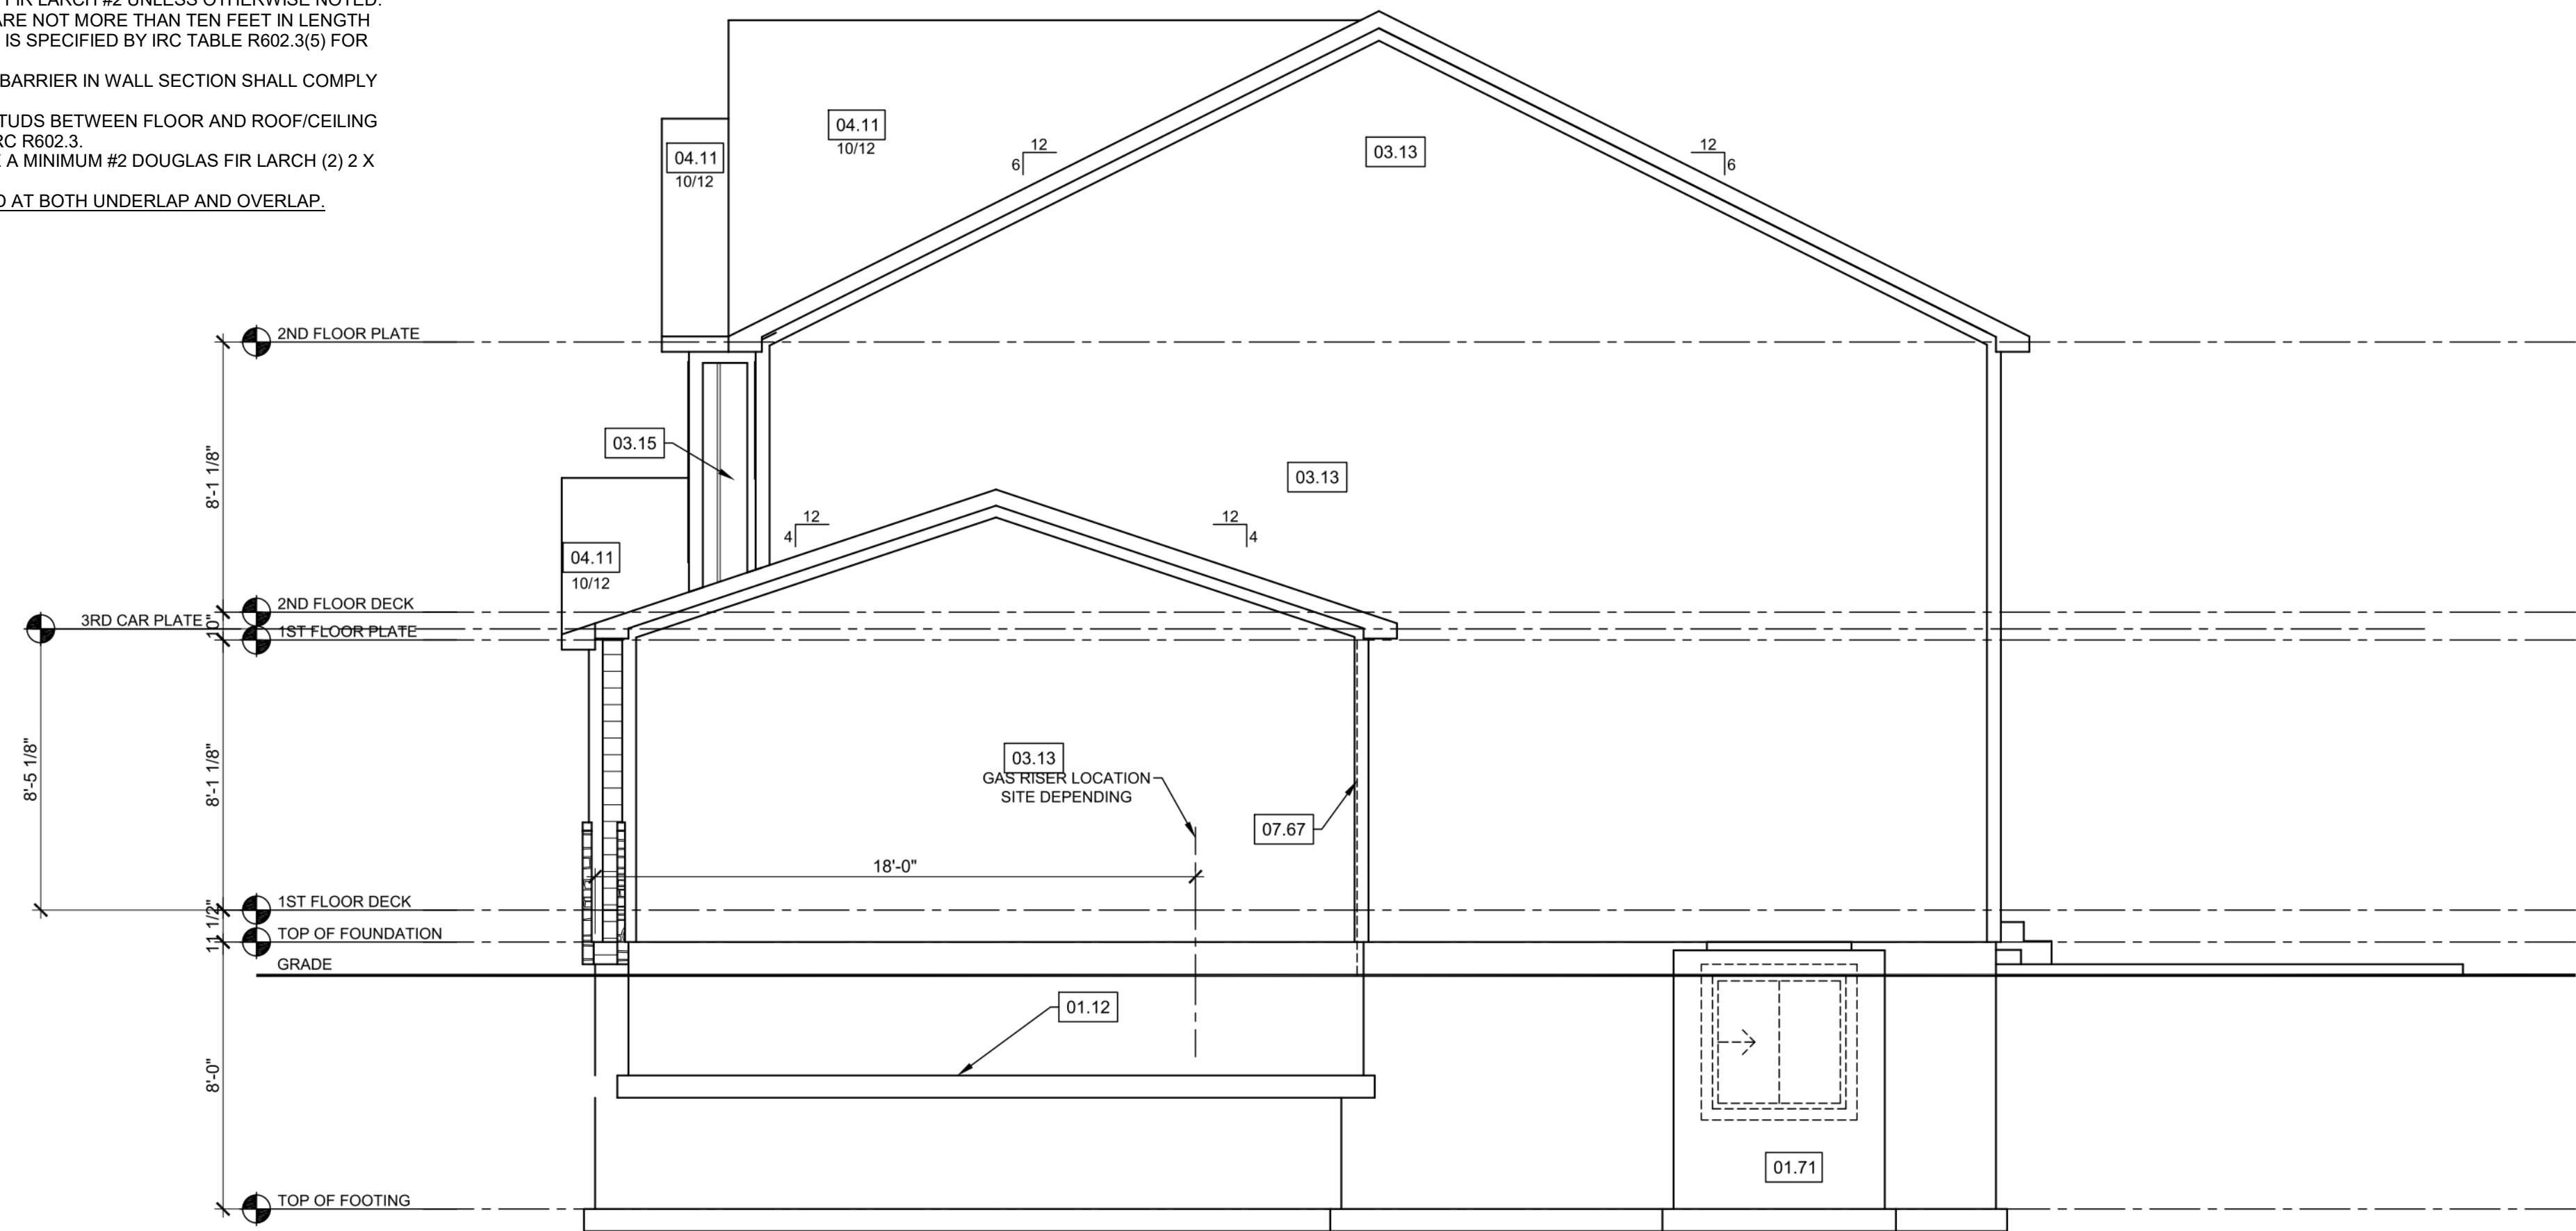 FIR LARCH #2 UNLESS OTHERWISE NOTED.
ARE NOT MORE THAN TEN FEET IN LENGTH
IS SPECIFIED BY IRC TABLE R602.3(5) FOR
BARRIER IN WALL SECTION SHALL COMPLY
TUDS BETWEEN FLOOR AND ROOF/CEILING
RC R602.3.
A MINIMUM #2 DOUGLAS FIR LARCH (2) 2 X
D AT BOTH UNDERLAP AND OVERLAP.
04.11
10/12
04.11
10/12
12
6
03.13
12
6
2ND FLOOR PLATE
8'-1 1/8"
03.15
03.13
12
4
12
4
04.11
10/12
2ND FLOOR DECK
3RD CAR PLATE
10"
1ST FLOOR PLATE
8'-5 1/8"
8'-1 1/8"
03.13
GAS RISER LOCATION
SITE DEPENDING
07.67
18'-0"
1ST FLOOR DECK
11 1/2"
TOP OF FOUNDATION
GRADE
01.12
8'-0"
01.71
TOP OF FOOTING